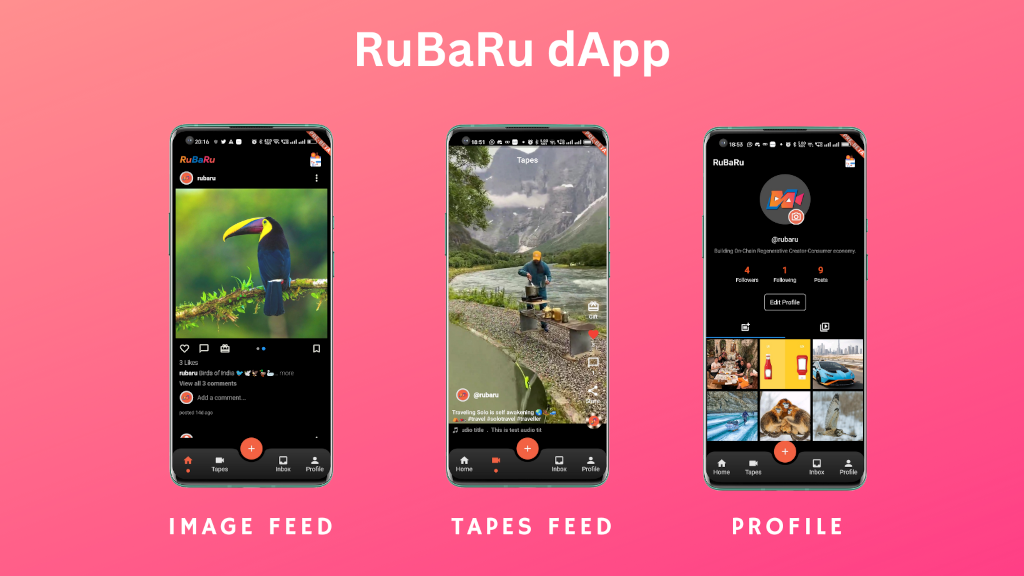 RuBaRu dApp
20:16
RuBaRu
rubaru
3 Likes
rubaru Birds of India 🐦🕊️🦅🦆🦢 .. more
View all 3 comments
Add a comment...
posted 14d ago
Tapes
Inbox
Profile
IMAGE FEED
18:51
Tapes
Gift
@rubaru
Traveling Solo is self awakening
#travel #solotravel #traveller
udio title . This is test audio tit
Home
Inbox
Profile
TAPES FEED
18:53
RuBaRu
@rubaru
Building On-Chain Regenerative Creator-Consumer economy.
4 1 9
Followers Following Posts
Edit Profile
Home
Tapes
Inbox
Profile
PROFILE